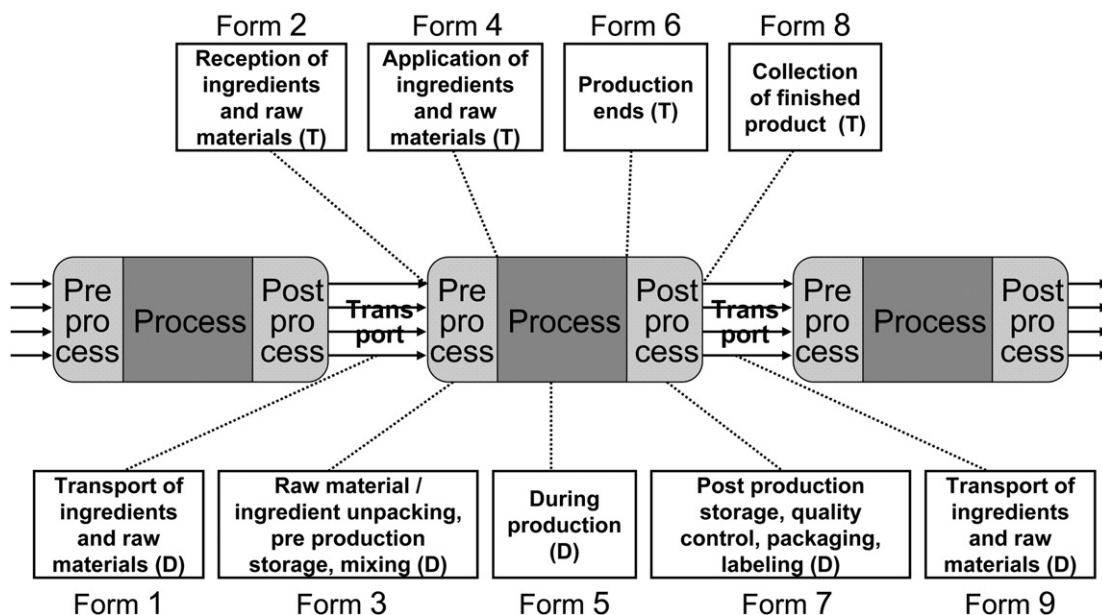 Form 2
Form 4
Form 6
Form 8
Reception of
ingredients
and raw
materials (T)
Application of
ingredients
and raw
materials (T)
Production
ends (T)
Collection
of finished
product (T)
Pre
pro
cess
Process
Post
pro
cess
Trans
port
Pre
pro
cess
Process
Post
pro
cess
Trans
port
Pre
pro
cess
Process
Post
pro
cess
Transport of
ingredients
and raw
materials (D)
Raw material /
ingredient unpacking,
pre production
storage, mixing (D)
During
production
(D)
Post production
storage, quality
control, packaging,
labeling (D)
Transport of
ingredients
and raw
materials (D)
Form 1
Form 3
Form 5
Form 7
Form 9